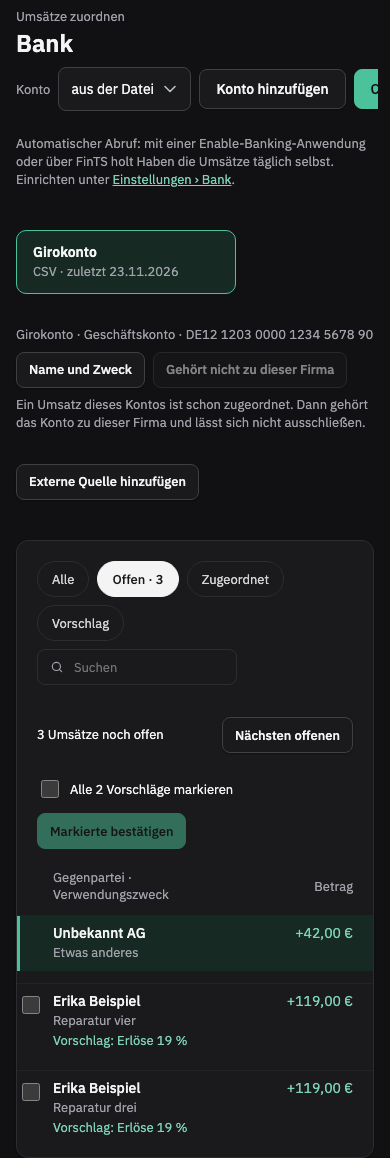 Umsätze zuordnen
Bank
Konto aus der Datei Konto hinzufügen
Automatischer Abruf: mit einer Enable-Banking-Anwendung
oder über FinTS holt Haben die Umsätze täglich selbst.
Einrichten unter Einstellungen › Bank.
Girokonto
CSV · zuletzt 23.11.2026
Girokonto · Geschäftskonto · DE12 1203 0000 1234 5678 90
Name und Zweck Gehört nicht zu dieser Firma
Ein Umsatz dieses Kontos ist schon zugeordnet. Dann gehört
das Konto zu dieser Firma und lässt sich nicht ausschließen.
Externe Quelle hinzufügen
Alle Offen · 3 Zugeordnet
Vorschlag
Suchen
3 Umsätze noch offen Nächsten offenen
Alle 2 Vorschläge markieren
Markierte bestätigen
Gegenpartei ·
Verwendungszweck Betrag
Unbekannt AG +42,00 €
Etwas anderes
Erika Beispiel +119,00 €
Reparatur vier
Vorschlag: Erlöse 19 %
Erika Beispiel +119,00 €
Reparatur drei
Vorschlag: Erlöse 19 %